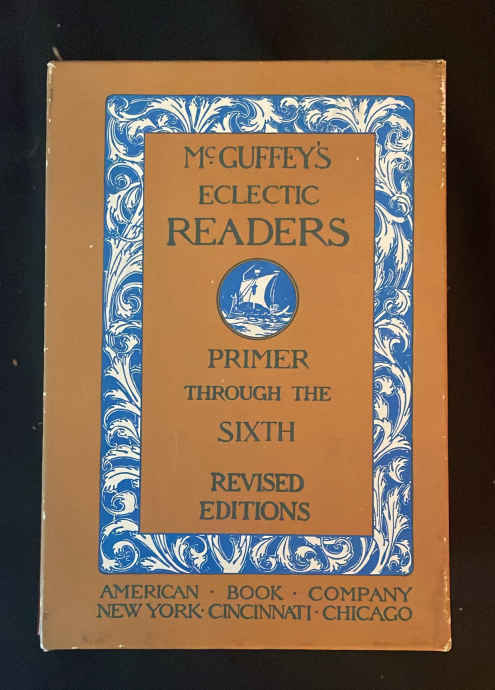 McGUFFEY'S
ECLECTIC
READERS
PRIMER
THROUGH THE
SIXTH
REVISED
EDITIONS
AMERICAN · BOOK · COMPANY
NEW YORK · CINCINNATI · CHICAGO